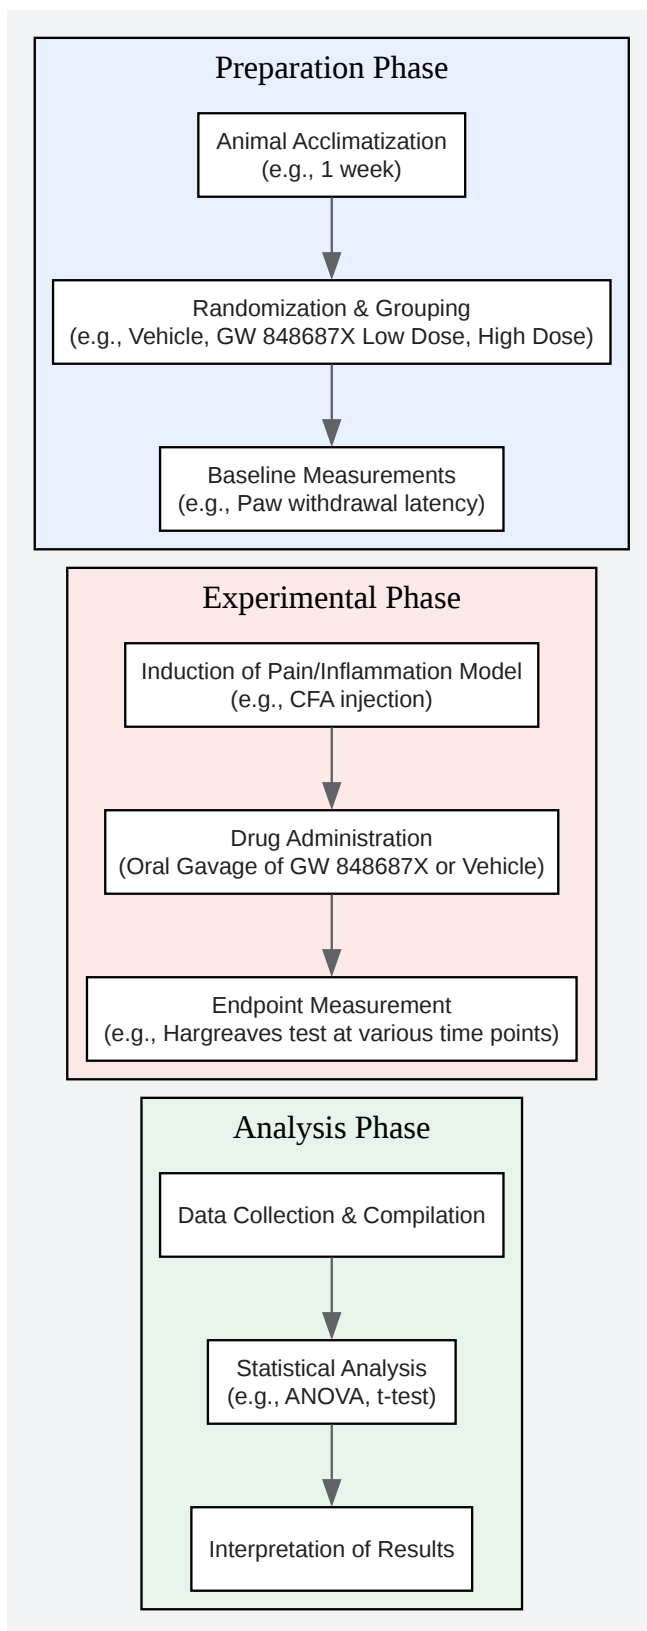 Preparation Phase
Animal Acclimatization
(e.g., 1 week)
Randomization & Grouping
(e.g., Vehicle, GW 848687X Low Dose, High Dose)
Baseline Measurements
(e.g., Paw withdrawal latency)
Experimental Phase
Induction of Pain/Inflammation Model
(e.g., CFA injection)
Drug Administration
(Oral Gavage of GW 848687X or Vehicle)
Endpoint Measurement
(e.g., Hargreaves test at various time points)
Analysis Phase
Data Collection & Compilation
Statistical Analysis
(e.g., ANOVA, t-test)
Interpretation of Results